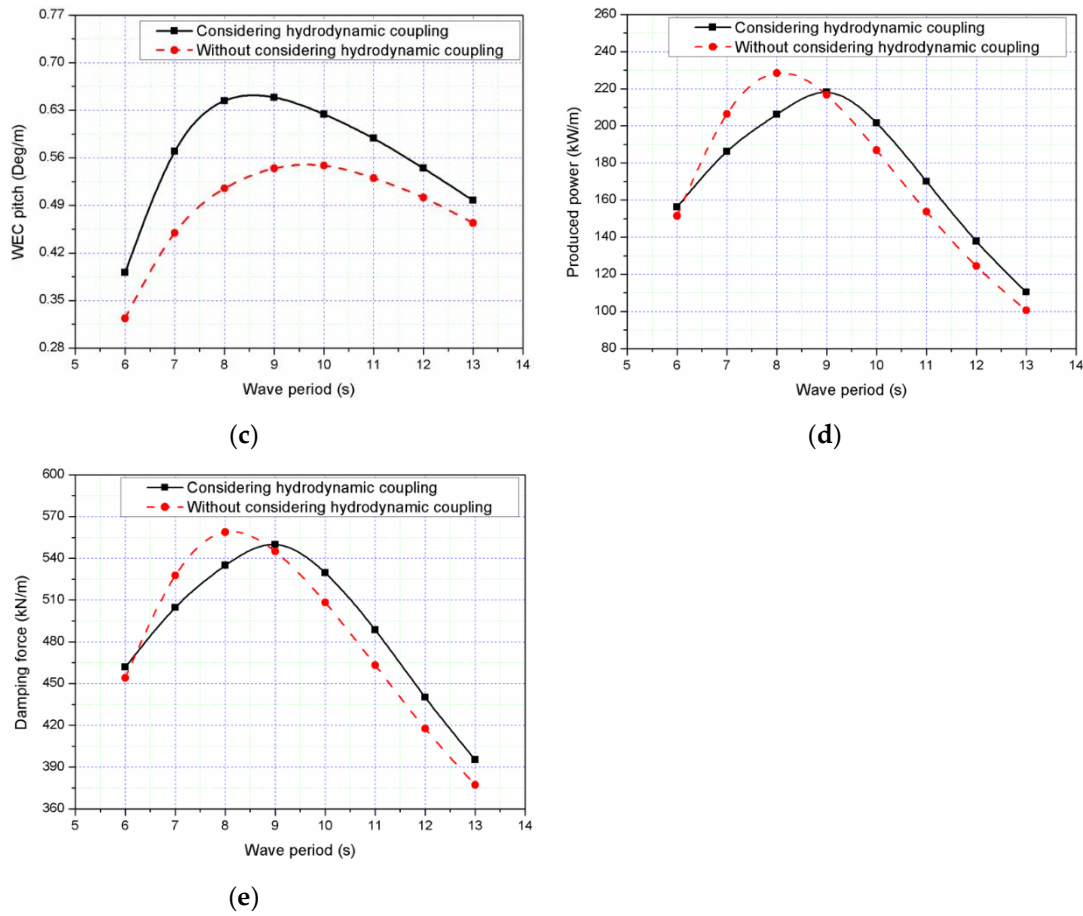 0.77
0.70
0.63
0.56
0.49
0.42
0.35
0.28
WEC pitch (Deg/m)
Considering hydrodynamic coupling
Without considering hydrodynamic coupling
5 6 7 8 9 10 11 12 13 14
Wave period (s)
(c)
260
240
220
200
180
160
140
120
100
80
Produced power (kW/m)
Considering hydrodynamic coupling
Without considering hydrodynamic coupling
5 6 7 8 9 10 11 12 13 14
Wave period (s)
(d)
600
570
540
510
480
450
420
390
360
Damping force (kN/m)
Considering hydrodynamic coupling
Without considering hydrodynamic coupling
5 6 7 8 9 10 11 12 13 14
Wave period (s)
(e)